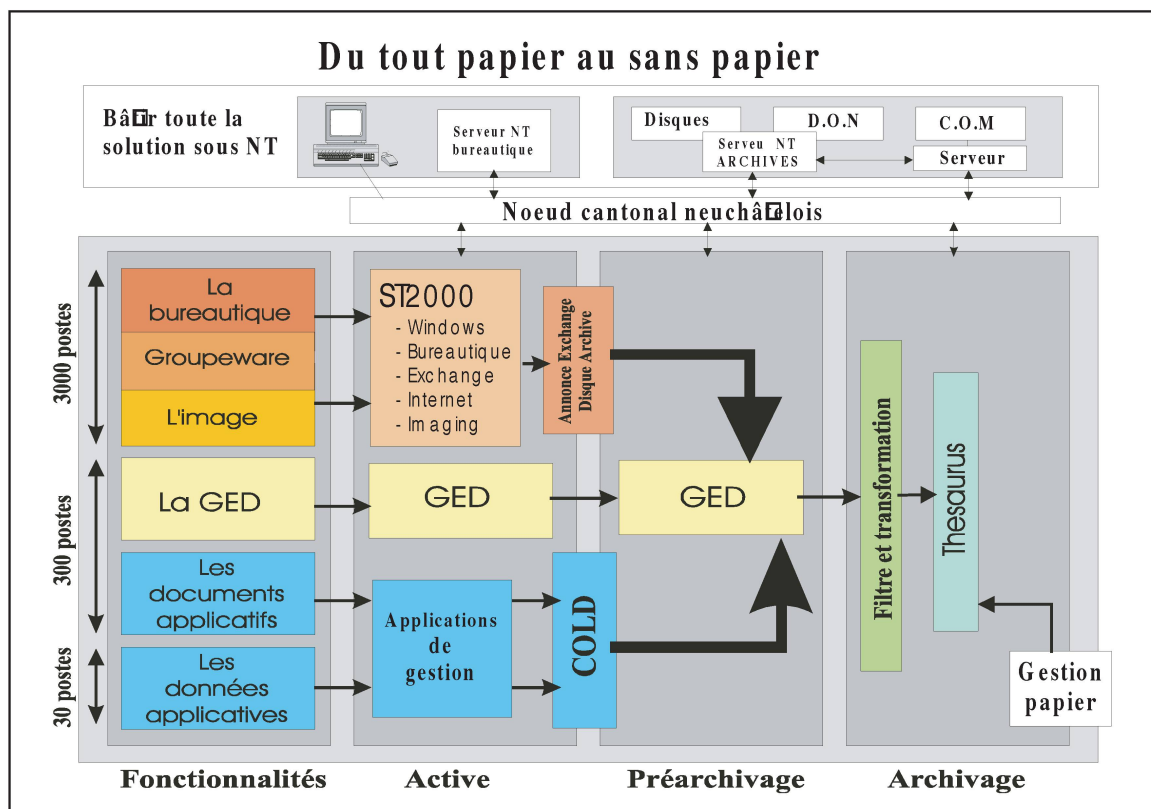 Du tout papier au sans papier
Bâtir toute la
solution sous NT
Serveur NT
bureautique
Disques
D.O.N
C.O.M
Serveu NT
ARCHIVES
Serveur
Noeud cantonal neuchâtelois
3000 postes
300 postes
30 postes
La
bureautique
Groupeware
L'image
La GED
Les
documents
applicatifs
Les
données
applicatives
ST2000
- Windows
- Bureautique
- Exchange
- Internet
- Imaging
GED
Applications
de
gestion
Annonce Exchange
Disque Archive
COLD
GED
Filtre et transformation
Thesaurus
Gestion
papier
Fonctionnalités
Active
Préarchivage
Archivage